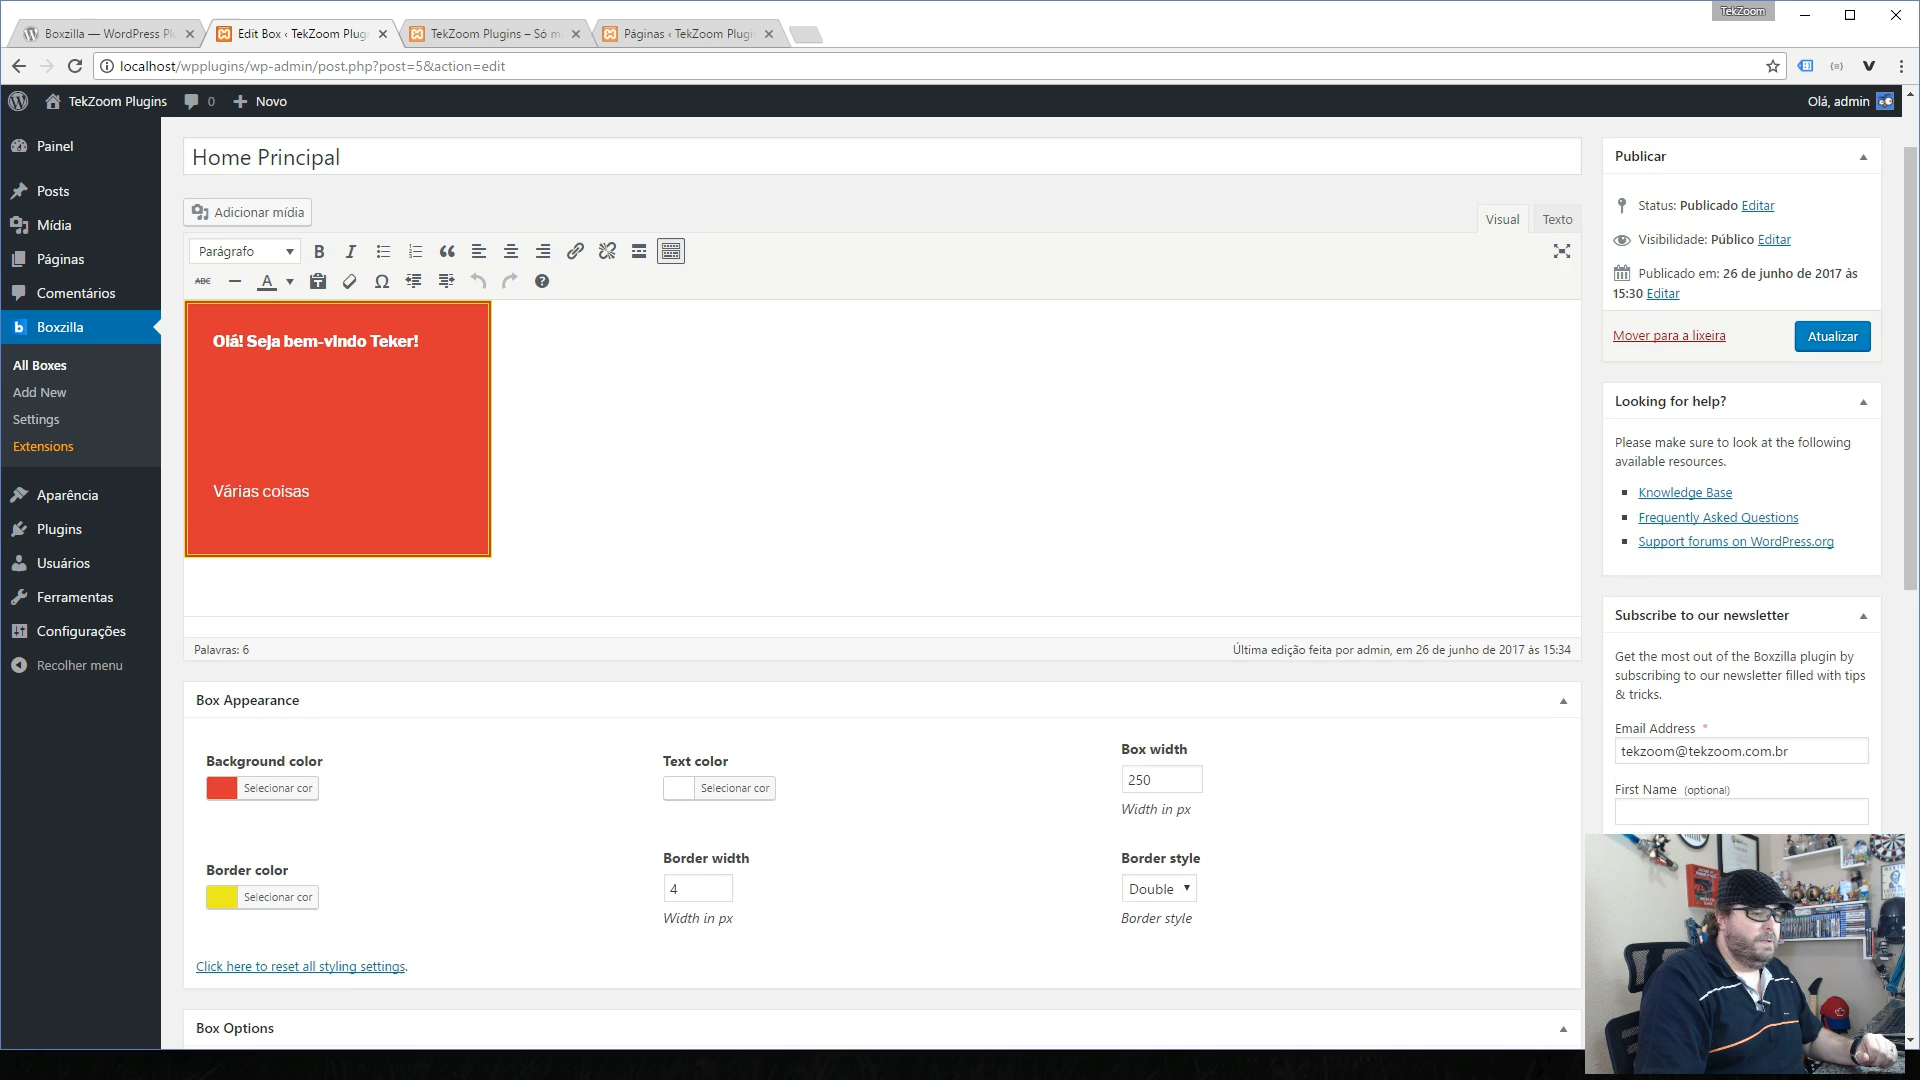 TekZoom
Boxzilla — WordPress Pl
Edit Box ‹ TekZoom Plug
TekZoom Plugins – Só m
Páginas ‹ TekZoom Plugi
localhost/wpplugins/wp-admin/post.php?post=5&action=edit
TekZoom Plugins
0
Novo
Olá, admin
Painel
Posts
Mídia
Páginas
Comentários
Boxzilla
All Boxes
Add New
Settings
Extensions
Aparência
Plugins
Usuários
Ferramentas
Configurações
Recolher menu
Home Principal
Adicionar mídia
Visual
Texto
Parágrafo
Olá! Seja bem-vindo Teker!
Várias coisas
Palavras: 6
Última edição feita por admin, em 26 de junho de 2017 às 15:34
Box Appearance
Background color
Selecionar cor
Text color
Selecionar cor
Box width
250
Width in px
Border color
Selecionar cor
Border width
4
Width in px
Border style
Double
Border style
Click here to reset all styling settings.
Box Options
Publicar
Status: Publicado Editar
Visibilidade: Público Editar
Publicado em: 26 de junho de 2017 às
15:30 Editar
Mover para a lixeira
Atualizar
Looking for help?
Please make sure to look at the following
available resources.
Knowledge Base
Frequently Asked Questions
Support forums on WordPress.org
Subscribe to our newsletter
Get the most out of the Boxzilla plugin by
subscribing to our newsletter filled with tips
& tricks.
Email Address *
tekzoom@tekzoom.com.br
First Name (optional)